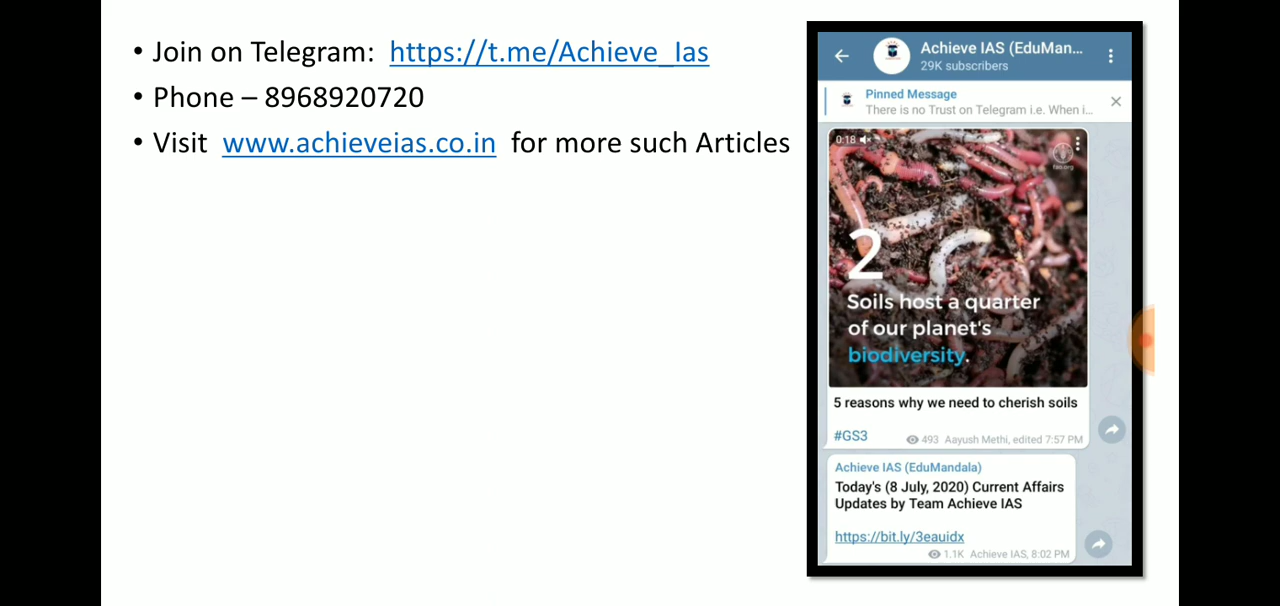 • Join on Telegram: https://t.me/Achieve_Ias
• Phone – 8968920720
• Visit www.achieveias.co.in for more such Articles
Achieve IAS (EduMan...
29K subscribers
Pinned Message
There is no Trust on Telegram i.e. When i...
0:18
fao.org
2
Soils host a quarter
of our planet's
biodiversity.
5 reasons why we need to cherish soils
#GS3
493 Aayush Methi, edited 7:57 PM
Achieve IAS (EduMandala)
Today's (8 July, 2020) Current Affairs
Updates by Team Achieve IAS
https://bit.ly/3eauidx
1.1K Achieve IAS, 8:02 PM